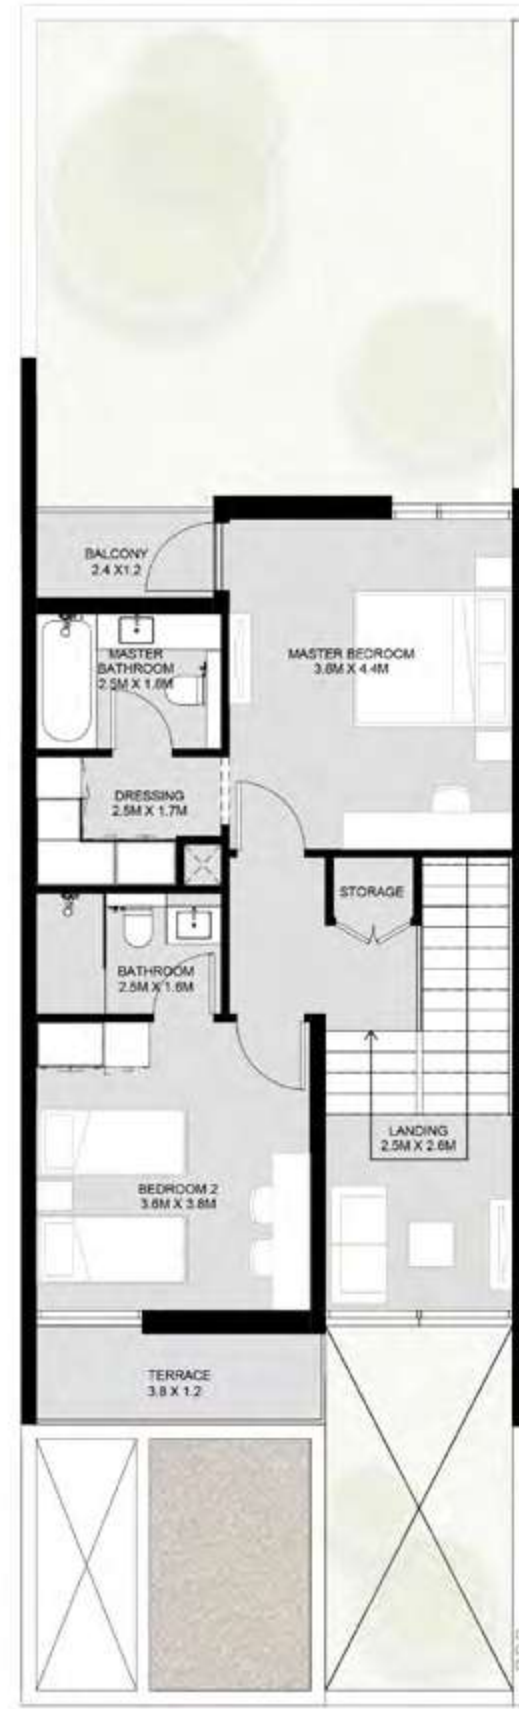 BALCONY
2.4 X1.2
MASTER
BATHROOM
2.5M X 1.8M
MASTER BEDROOM
3.8M X 4.4M
DRESSING
2.5M X 1.7M
STORAGE
BATHROOM
2.5M X 1.6M
LANDING
2.5M X 2.6M
BEDROOM 2
3.6M X 3.8M
TERRACE
3.8 X 1.2